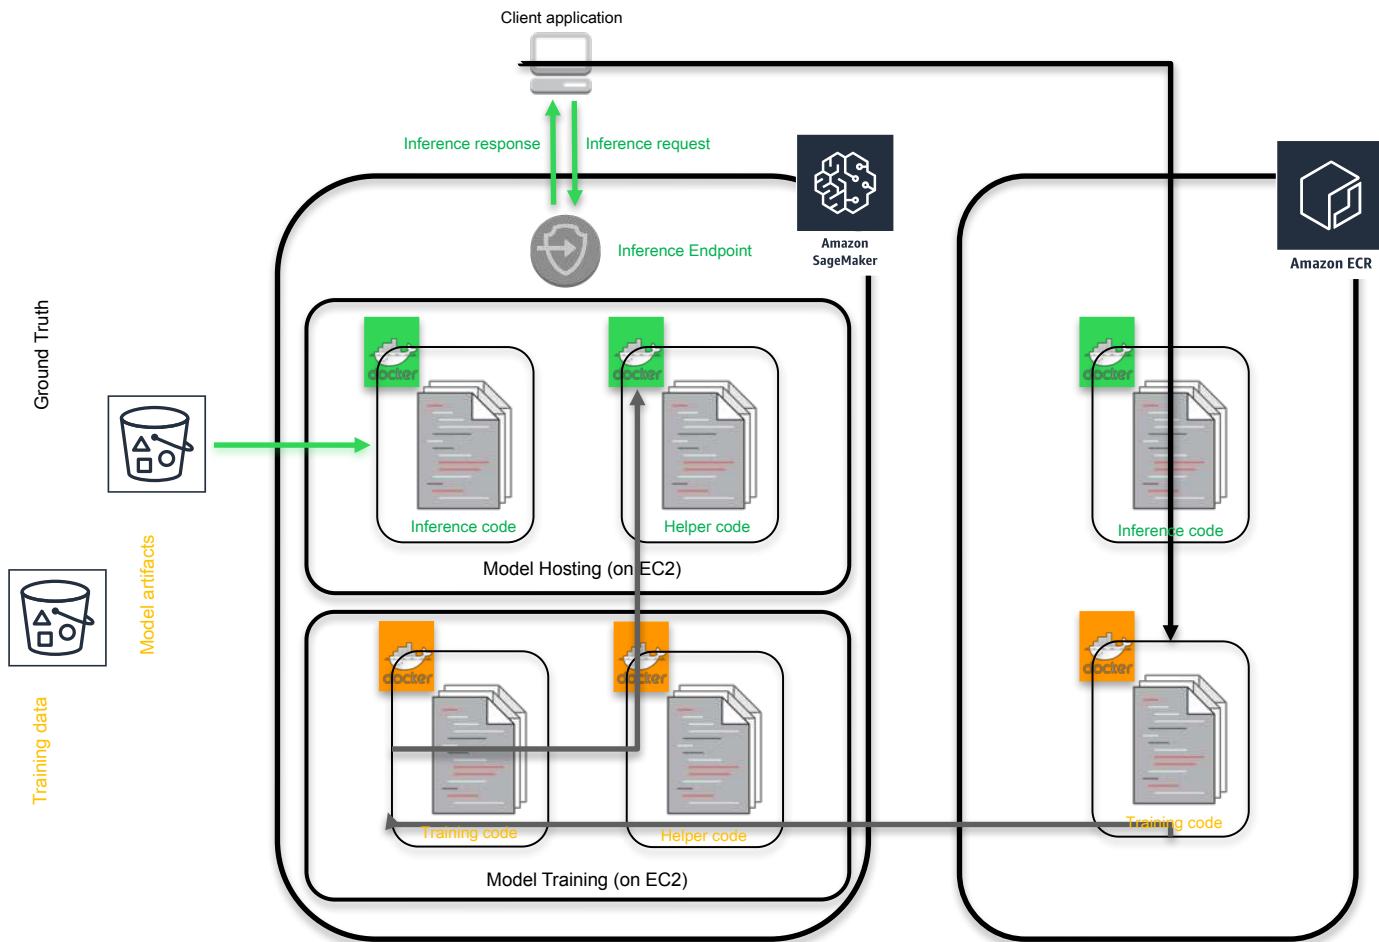 Client application
Inference response
Inference request
Amazon
SageMaker
Inference Endpoint
Amazon ECR
Ground Truth
docker
docker
docker
Inference code
Helper code
Inference code
Model Hosting (on EC2)
Model artifacts
docker
docker
docker
Training data
Training code
Helper code
Training code
Model Training (on EC2)